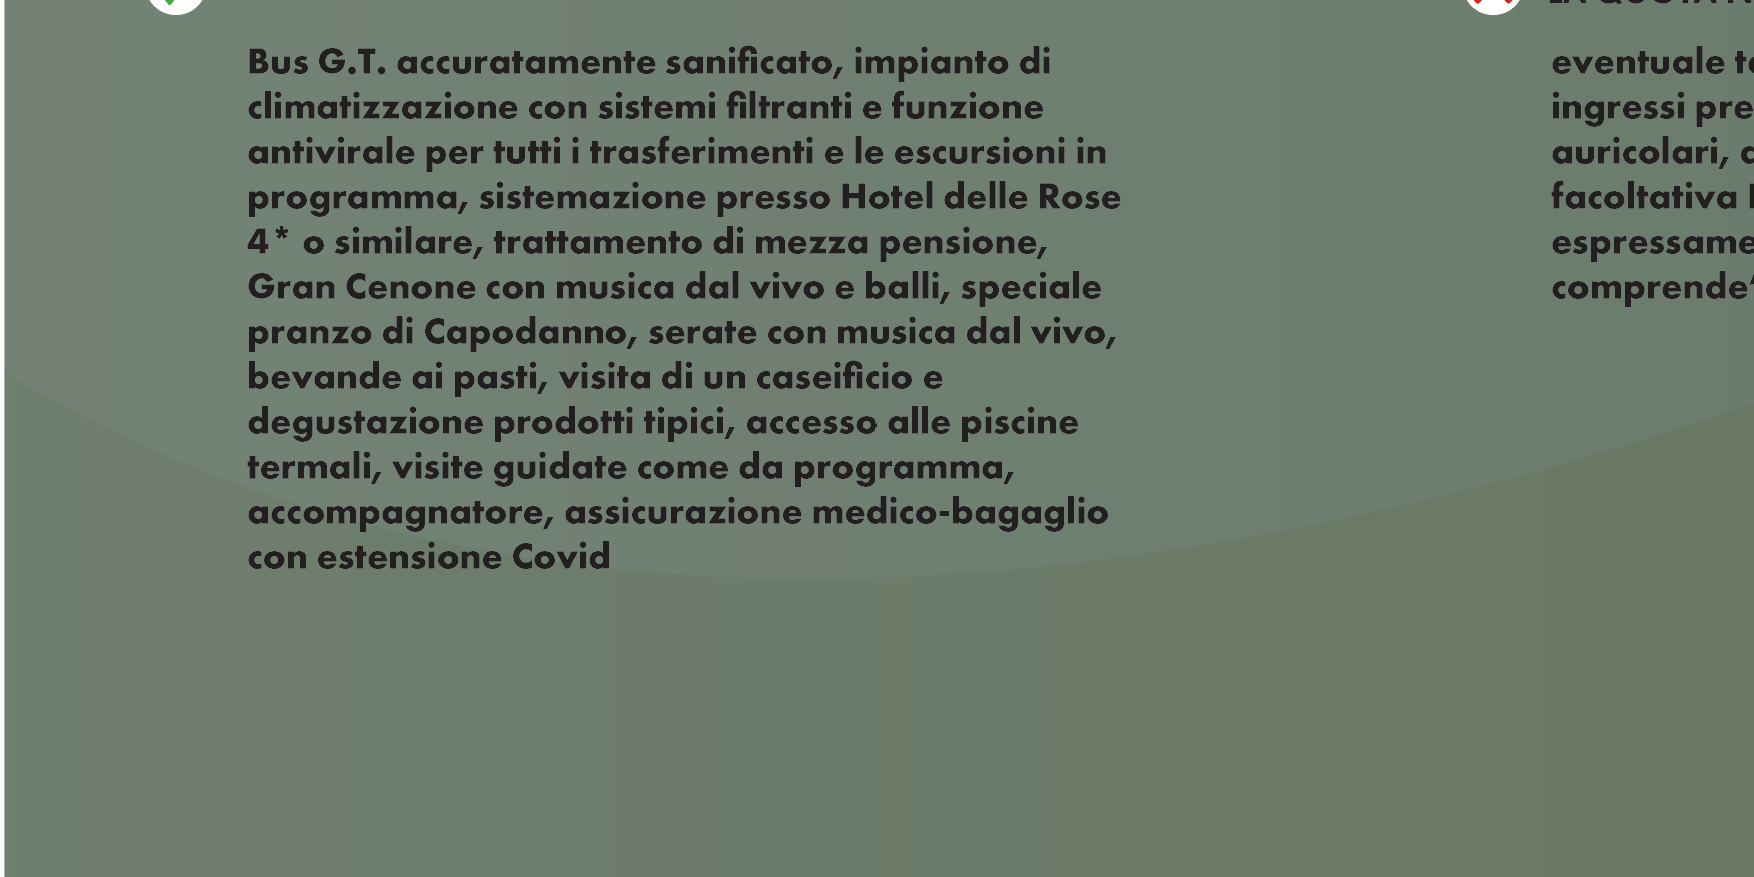 LA QUOTA N
Bus G.T. accuratamente sanificato, impianto di
climatizzazione con sistemi filtranti e funzione
antivirale per tutti i trasferimenti e le escursioni in
programma, sistemazione presso Hotel delle Rose
4* o similare, trattamento di mezza pensione,
Gran Cenone con musica dal vivo e balli, speciale
pranzo di Capodanno, serate con musica dal vivo,
bevande ai pasti, visita di un caseificio e
degustazione prodotti tipici, accesso alle piscine
termali, visite guidate come da programma,
accompagnatore, assicurazione medico-bagaglio
con estensione Covid
eventuale
ingressi
auricolari,
facoltativa
comprende"